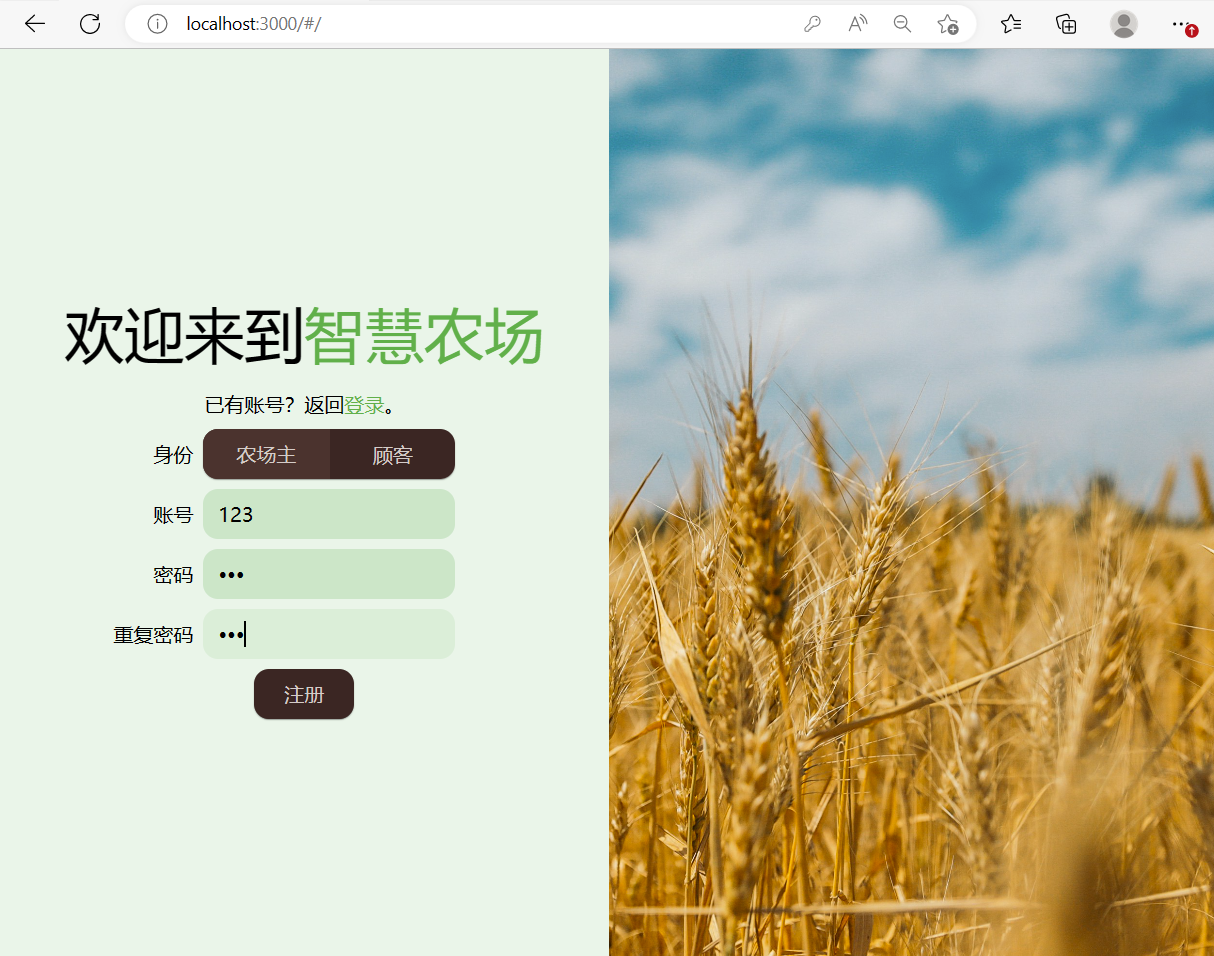 localhost:3000/#/
欢迎来到智慧农场
已有账号？返回登录。
身份 农场主 顾客
账号 123
密码 •••
重复密码 •••
注册